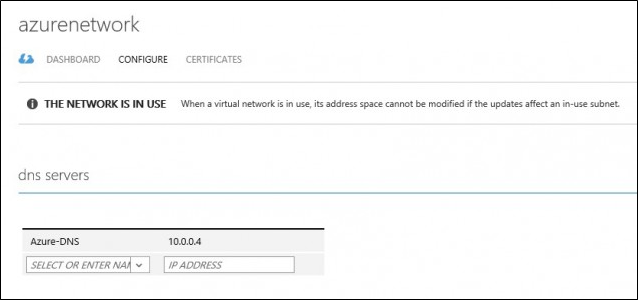 azurenetwork
DASHBOARD CONFIGURE CERTIFICATES
THE NETWORK IS IN USE When a virtual network is in use, its address space cannot be modified if the updates affect an in-use subnet.
dns servers
Azure-DNS 10.0.0.4
SELECT OR ENTER NAM IP ADDRESS